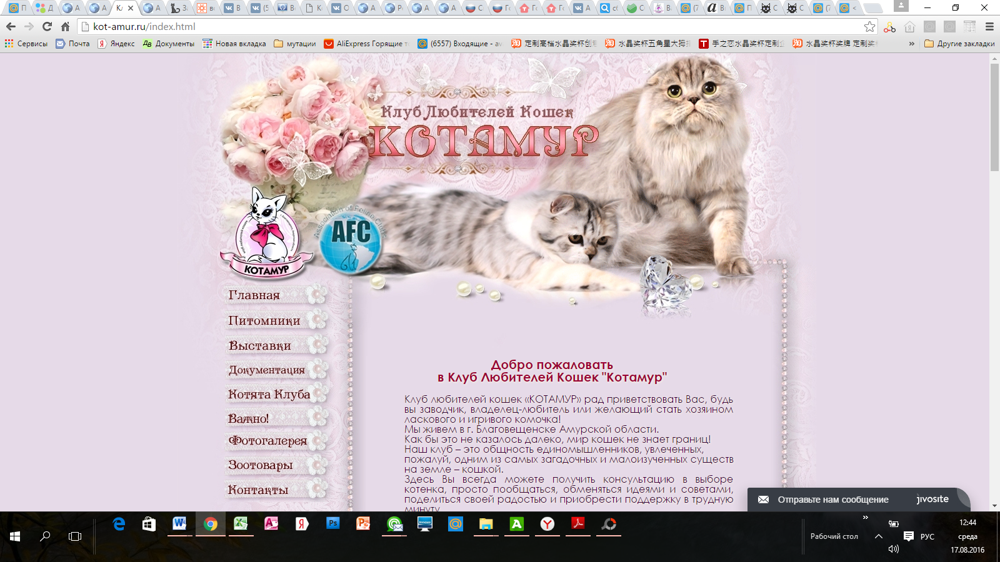 kot-amur.ru/index.html
Сервисы
Почта
Яндекс
Документы
Новая вкладка
мутации
AliExpress Горящие
(6557) Входящие - av
定制高档水晶奖杯创
水晶奖杯五角星大拇
手之恋水晶奖杯定制企
水晶奖杯奖牌 定制奖
Другие закладки
Клуб Любителей Кошек
КОТАМУР
Association of Feline Clubs
AFC
КОТАМУР
Главная
Питомники
Выставки
Документация
Котята Клуба
Важно!
Фотогалерея
Зоотовары
Контакты
Добро пожаловать
в Клуб Любителей Кошек "Котамур"
Клуб любителей кошек «КОТАМУР» рад приветствовать Вас, будь
вы заводчик, владелец-любитель или желающий стать хозяином
ласкового и игривого комочка!
Мы живем в г. Благовещенске Амурской области.
Как бы это не казалось далеко, мир кошек не знает границ!
Наш клуб – это общность единомышленников, увлеченных,
пожалуй, одним из самых загадочных и малоизученных существ
на земле – кошкой.
Здесь Вы всегда можете получить консультацию в выборе
котенка, просто пообщаться, обменяться идеями и советами,
поделиться своей радостью и приобрести поддержку в трудную
минуту
Отправьте нам сообщение
jivosite
Рабочий стол
РУС
12:44
среда
17.08.2016